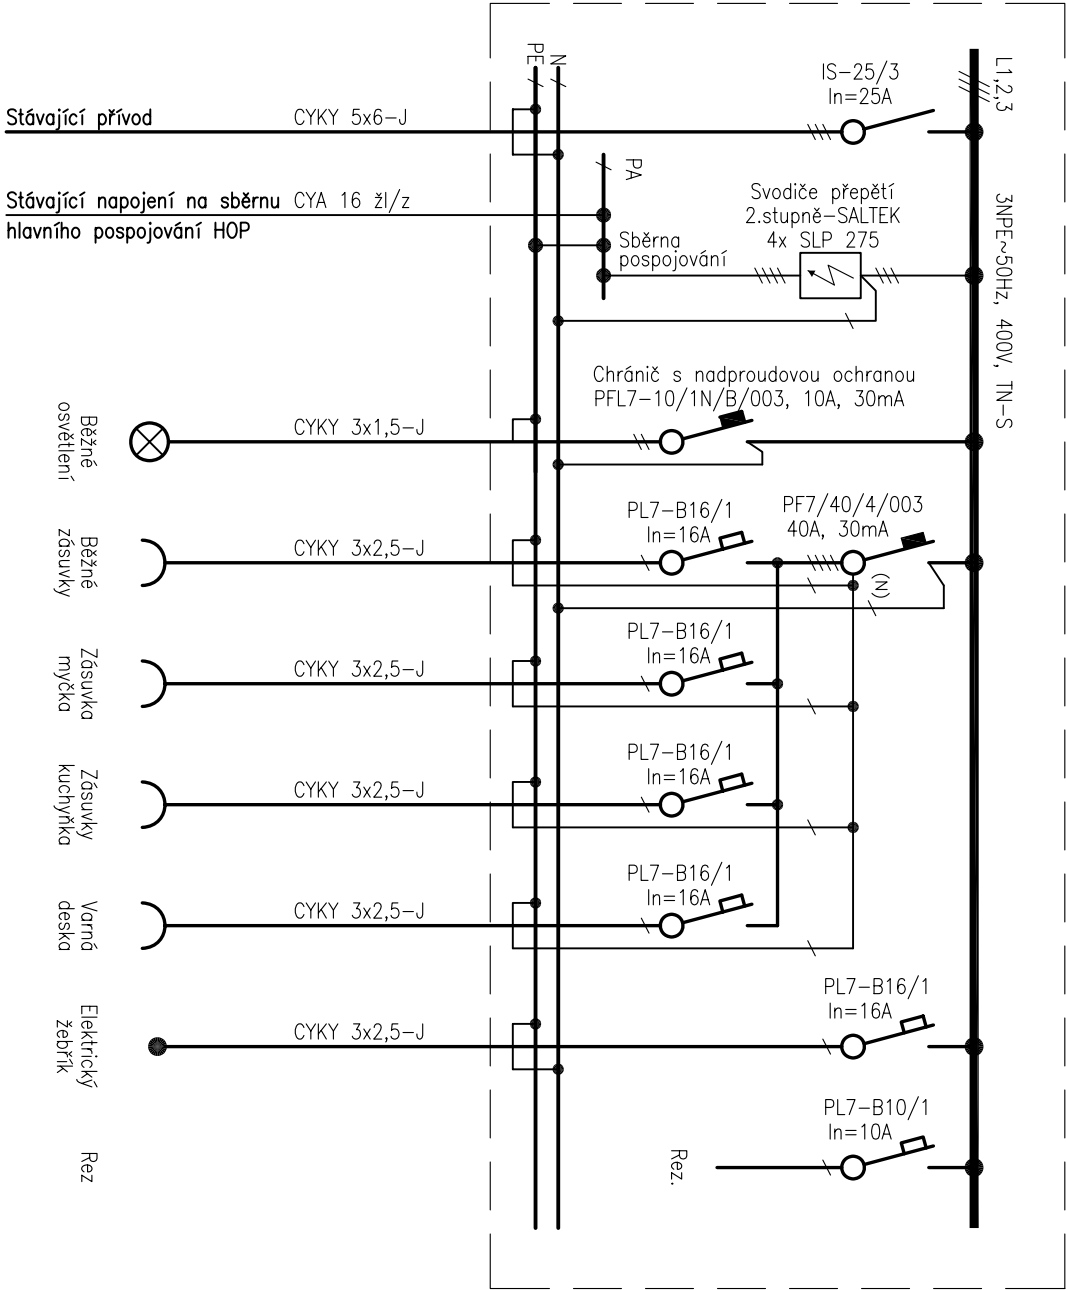 PE
N
L1,2,3
IS-25/3
In=25A
Stávající přívod
CYKY 5x6-J
PA
Stávající napojení na sběrnu
CYA 16 žl/z
hlavního pospojování HOP
Svodiče přepětí
2.stupně-SALTEK
4x SLP 275
Sběrna
pospojování
3NPE~50Hz, 400V, TN-S
Chránič s nadproudovou ochranou
PFL7-10/1N/B/003, 10A, 30mA
Běžné
osvětlení
CYKY 3x1,5-J
PL7-B16/1
In=16A
PF7/40/4/003
40A, 30mA
(N)
Běžné
zásuvky
CYKY 3x2,5-J
PL7-B16/1
In=16A
Zásuvka
myčka
CYKY 3x2,5-J
PL7-B16/1
In=16A
Zásuvky
kuchyňka
CYKY 3x2,5-J
PL7-B16/1
In=16A
Varná
deska
CYKY 3x2,5-J
PL7-B16/1
In=16A
Elektrický
žebřík
CYKY 3x2,5-J
PL7-B10/1
In=10A
Rez
Rez.